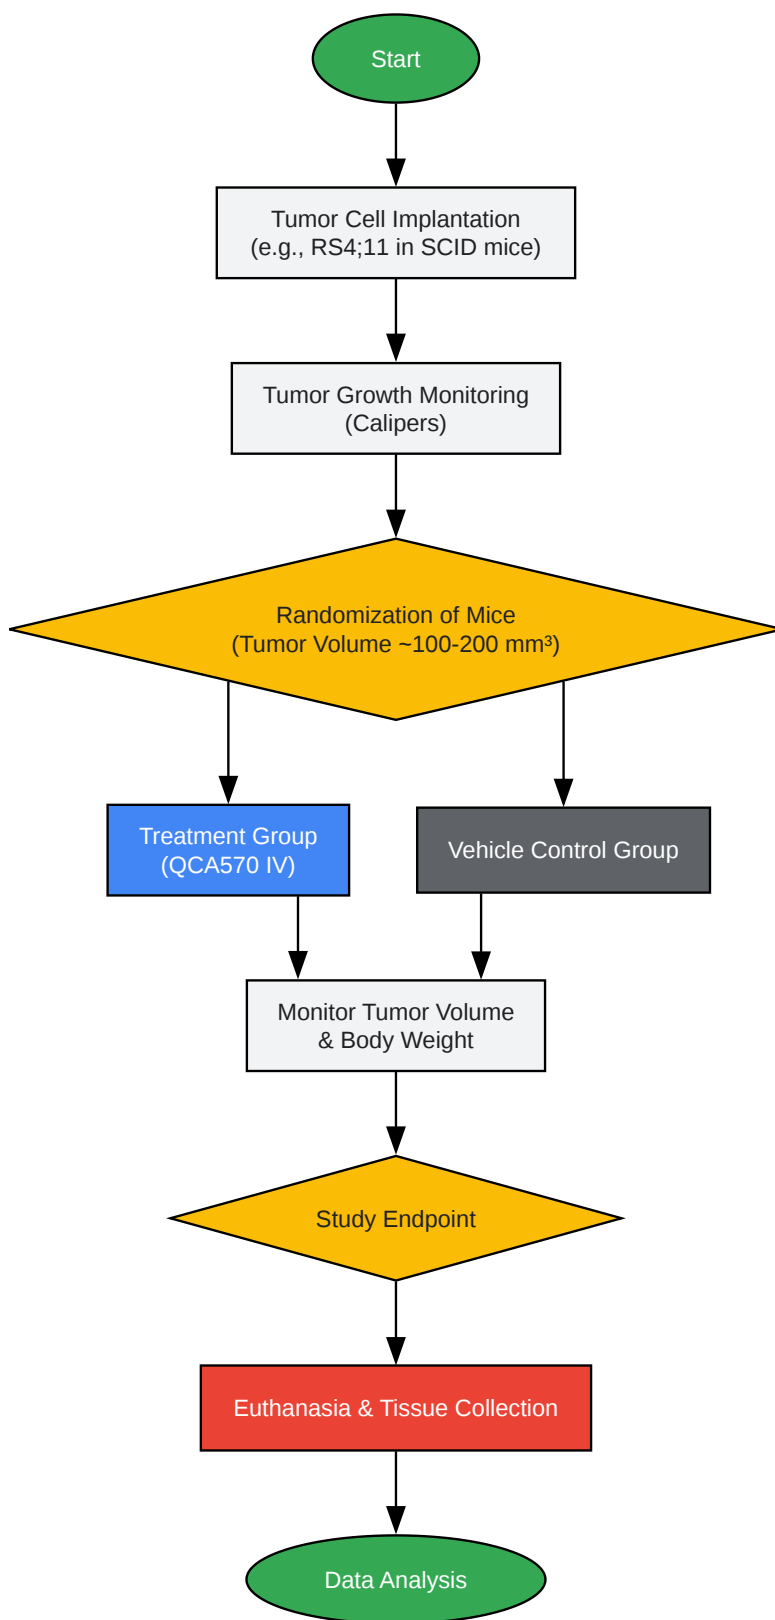 Start
Tumor Cell Implantation
(e.g., RS4;11 in SCID mice)
Tumor Growth Monitoring
(Calipers)
Randomization of Mice
(Tumor Volume ~100-200 mm³)
Treatment Group
(QCA570 IV)
Vehicle Control Group
Monitor Tumor Volume
& Body Weight
Study Endpoint
Euthanasia & Tissue Collection
Data Analysis